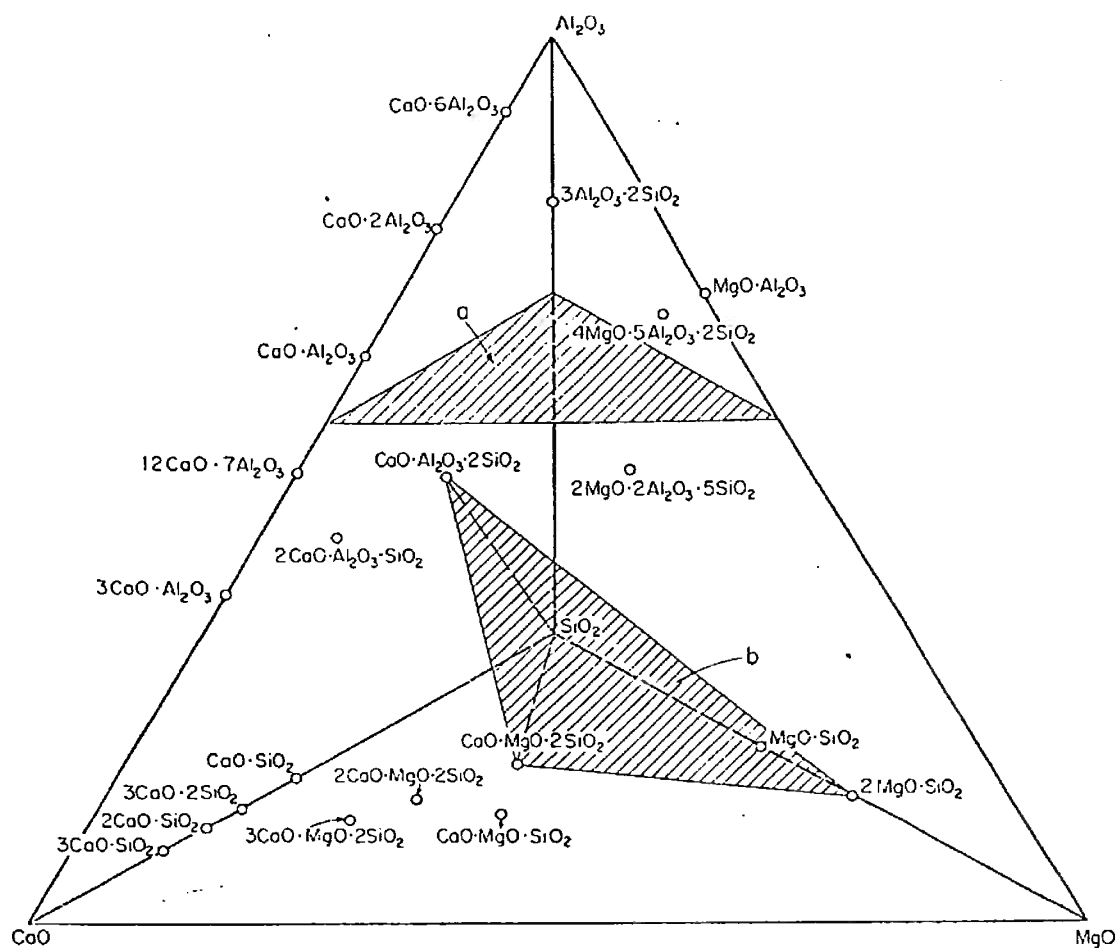 Al₂O₃
CaO·6Al₂O₃
3Al₂O₃·2SiO₂
CaO·2Al₂O₃
MgO·Al₂O₃
a
4MgO·5Al₂O₃·2SiO₂
CaO·Al₂O₃
CaO·Al₂O₃·2SiO₂
12CaO·7Al₂O₃
2MgO·2Al₂O₃·5SiO₂
2CaO·Al₂O₃·SiO₂
3CaO·Al₂O₃
SiO₂
b
CaO·MgO·2SiO₂
MgO·SiO₂
CaO·SiO₂
2CaO·MgO·2SiO₂
2MgO·SiO₂
3CaO·2SiO₂
2CaO·SiO₂
3CaO·MgO·2SiO₂
CaO·MgO·SiO₂
3CaO·SiO₂
CaO
MgO